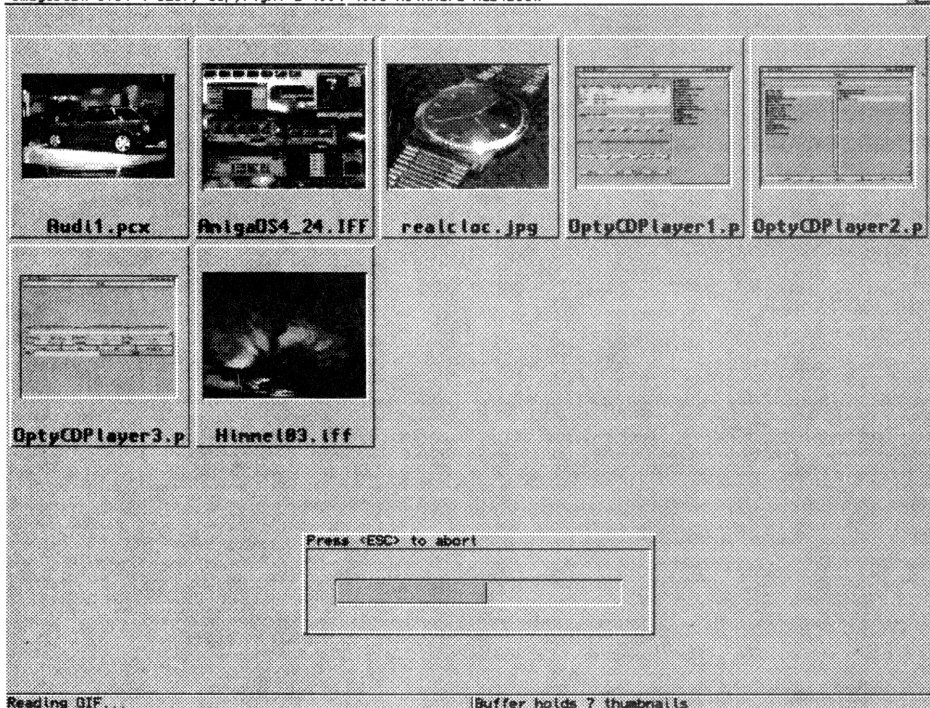 Audi1.pcx
AmigaOS4_24.IFF
realcloc.jpg
OptyCDPlayer1.p
OptyCDPlayer2.p
OptyCDPlayer3.p
Himmel03.iff
Press <ESC> to abort
Reading GIF...
Buffer holds 7 thumbnails